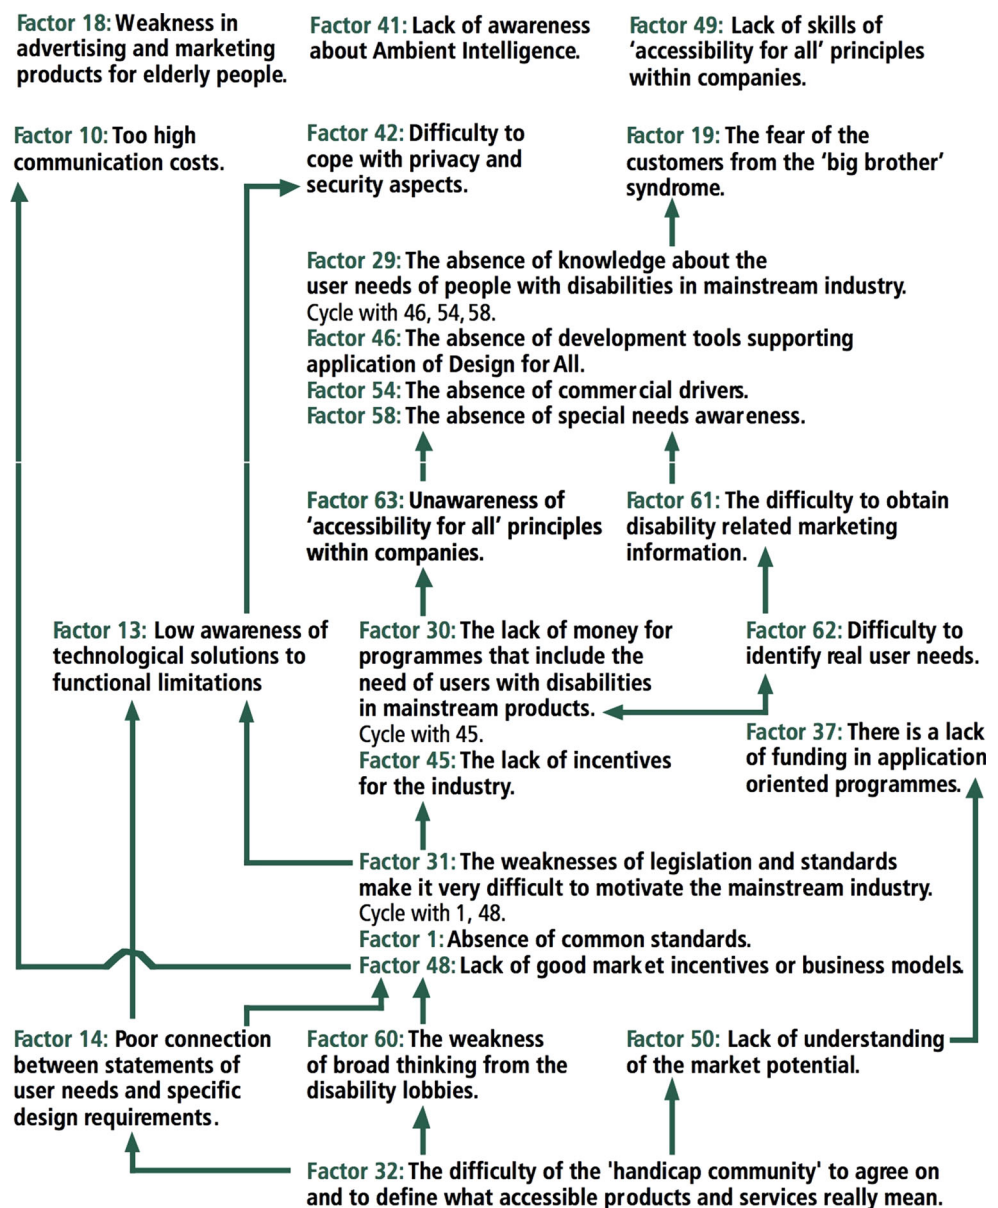 Factor 18: Weakness in
advertising and marketing
products for elderly people.
Factor 41: Lack of awareness
about Ambient Intelligence.
Factor 49: Lack of skills of
‘accessibility for all’ principles
within companies.
Factor 10: Too high
communication costs.
Factor 42: Difficulty to
cope with privacy and
security aspects.
Factor 19: The fear of the
customers from the ‘big brother’
syndrome.
Factor 29: The absence of knowledge about the
user needs of people with disabilities in mainstream industry.
Cycle with 46, 54, 58.
Factor 46: The absence of development tools supporting
application of Design for All.
Factor 54: The absence of commercial drivers.
Factor 58: The absence of special needs awareness.
Factor 63: Unawareness of
‘accessibility for all’ principles
within companies.
Factor 61: The difficulty to obtain
disability related marketing
information.
Factor 13: Low awareness of
technological solutions to
functional limitations
Factor 30: The lack of money for
programmes that include the
need of users with disabilities
in mainstream products.
Cycle with 45.
Factor 45: The lack of incentives
for the industry.
Factor 62: Difficulty to
identify real user needs.
Factor 37: There is a lack
of funding in application
oriented programmes.
Factor 31: The weaknesses of legislation and standards
make it very difficult to motivate the mainstream industry.
Cycle with 1, 48.
Factor 1: Absence of common standards.
Factor 48: Lack of good market incentives or business models.
Factor 14: Poor connection
between statements of
user needs and specific
design requirements.
Factor 60: The weakness
of broad thinking from the
disability lobbies.
Factor 50: Lack of understanding
of the market potential.
Factor 32: The difficulty of the 'handicap community' to agree on
and to define what accessible products and services really mean.